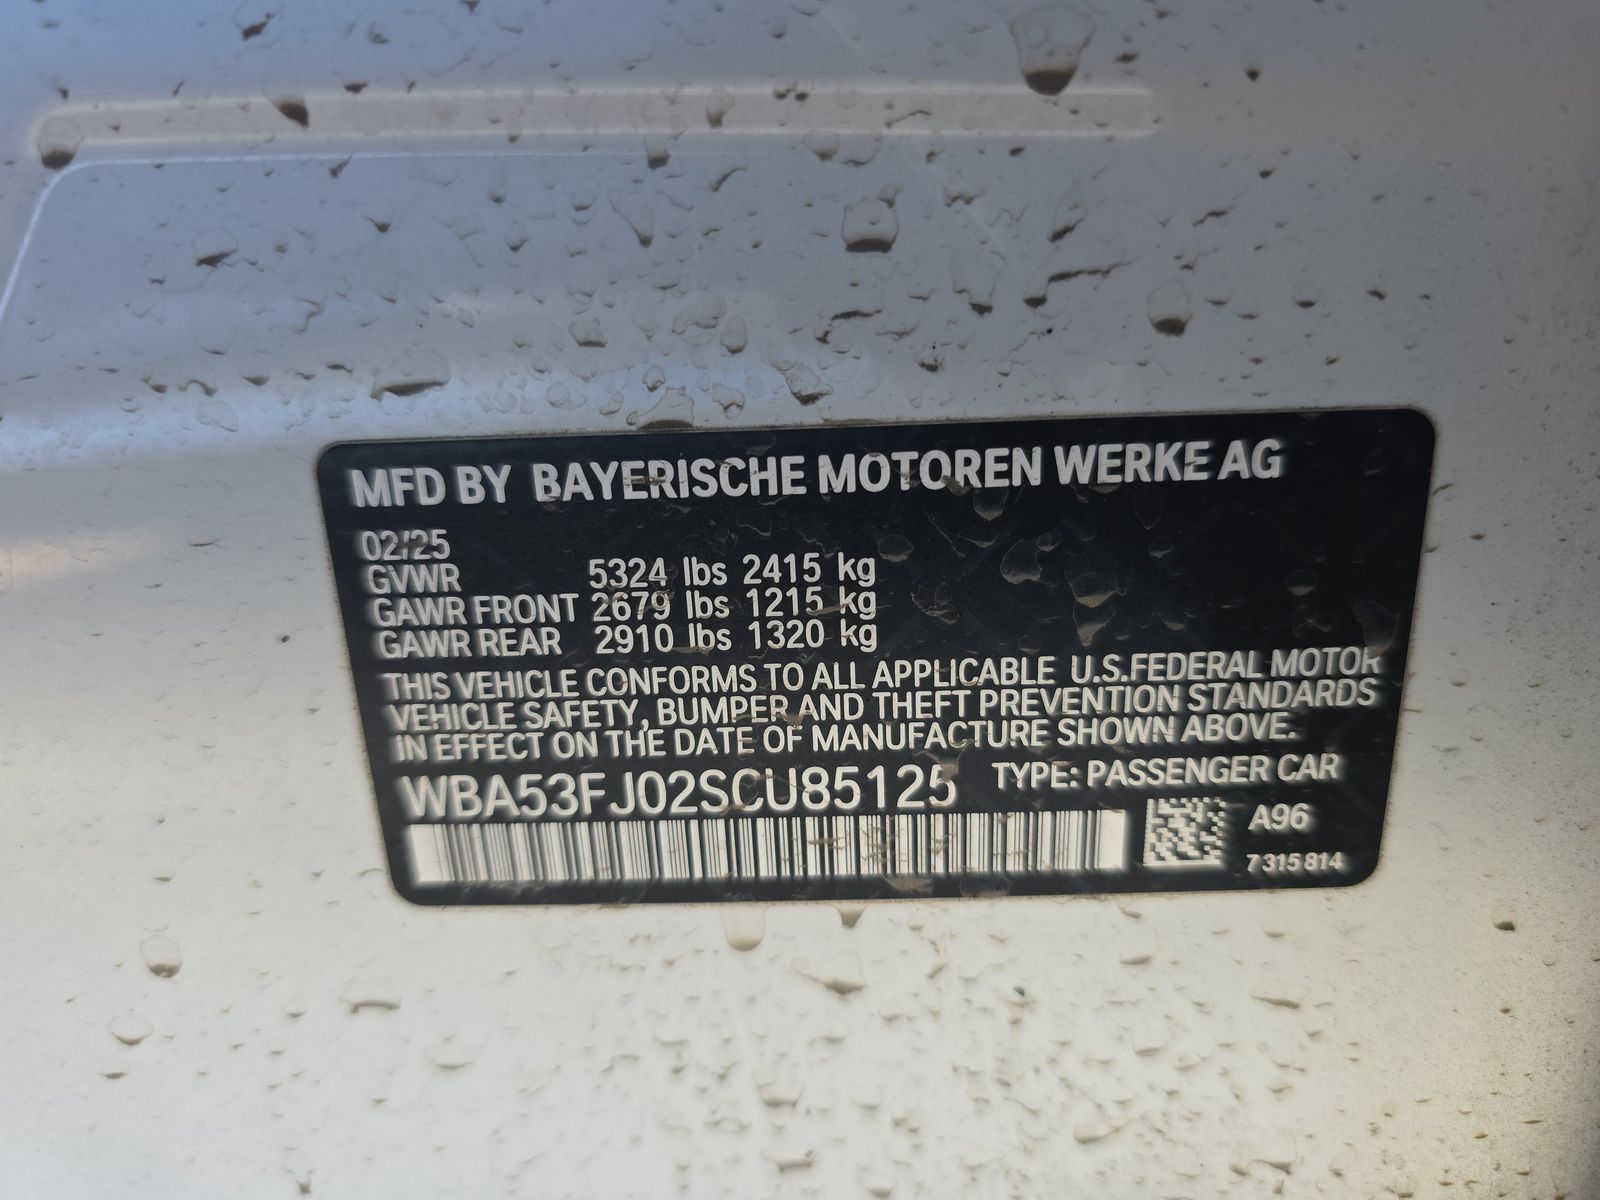 MFD BY BAYERISCHE MOTOREN WERKE AG
02/25
GVWR 5324 lbs 2415 kg
GAWR FRONT 2679 lbs 1215 kg
GAWR REAR 2910 lbs 1320 kg
THIS VEHICLE CONFORMS TO ALL APPLICABLE U.S.FEDERAL MOTOR
VEHICLE SAFETY, BUMPER AND THEFT PREVENTION STANDARDS
IN EFFECT ON THE DATE OF MANUFACTURE SHOWN ABOVE.
WBA53FJ02SCU85125 TYPE: PASSENGER CAR
A96
7 315 814